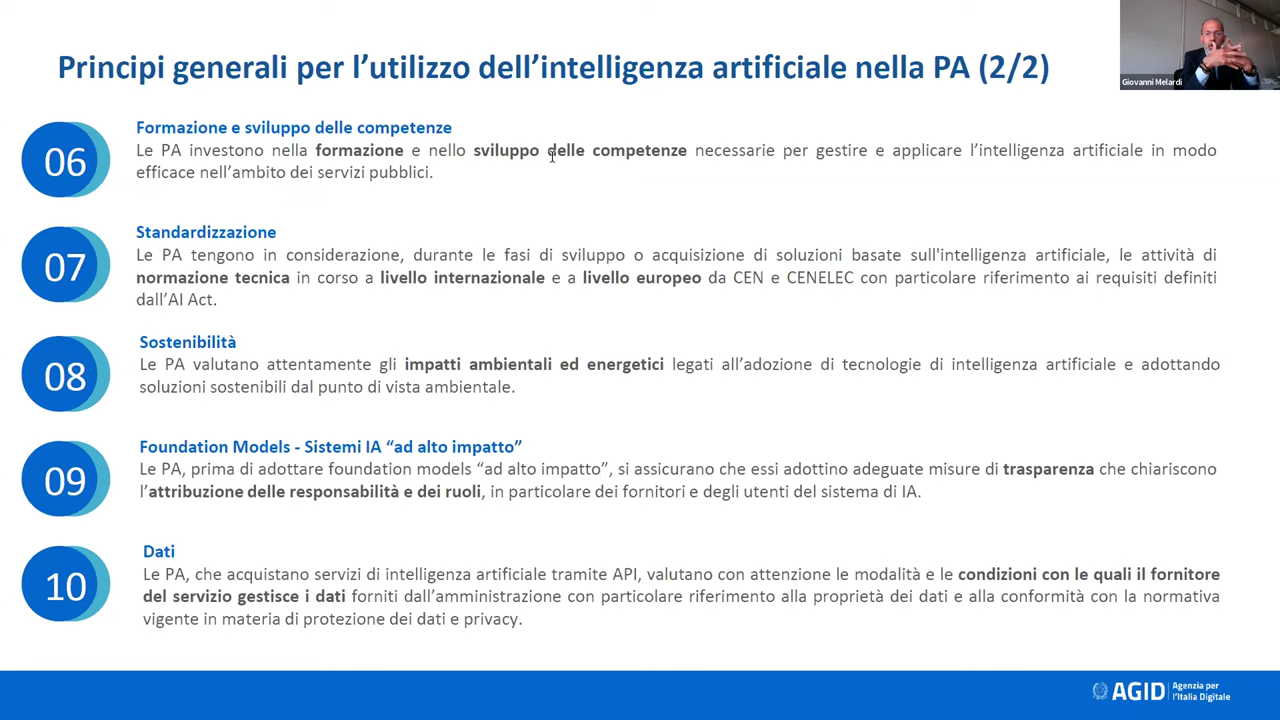 Principi generali per l’utilizzo dell’intelligenza artificiale nella PA (2/2)
Giovanni Melardi
06
Formazione e sviluppo delle competenze
Le PA investono nella formazione e nello sviluppo delle competenze necessarie per gestire e applicare l’intelligenza artificiale in modo
efficace nell’ambito dei servizi pubblici.
07
Standardizzazione
Le PA tengono in considerazione, durante le fasi di sviluppo o acquisizione di soluzioni basate sull'intelligenza artificiale, le attività di
normazione tecnica in corso a livello internazionale e a livello europeo da CEN e CENELEC con particolare riferimento ai requisiti definiti
dall’AI Act.
08
Sostenibilità
Le PA valutano attentamente gli impatti ambientali ed energetici legati all’adozione di tecnologie di intelligenza artificiale e adottando
soluzioni sostenibili dal punto di vista ambientale.
09
Foundation Models - Sistemi IA “ad alto impatto”
Le PA, prima di adottare foundation models “ad alto impatto”, si assicurano che essi adottino adeguate misure di trasparenza che chiariscono
l’attribuzione delle responsabilità e dei ruoli, in particolare dei fornitori e degli utenti del sistema di IA.
10
Dati
Le PA, che acquistano servizi di intelligenza artificiale tramite API, valutano con attenzione le modalità e le condizioni con le quali il fornitore
del servizio gestisce i dati forniti dall’amministrazione con particolare riferimento alla proprietà dei dati e alla conformità con la normativa
vigente in materia di protezione dei dati e privacy.
AGID
Agenzia per
l’Italia Digitale